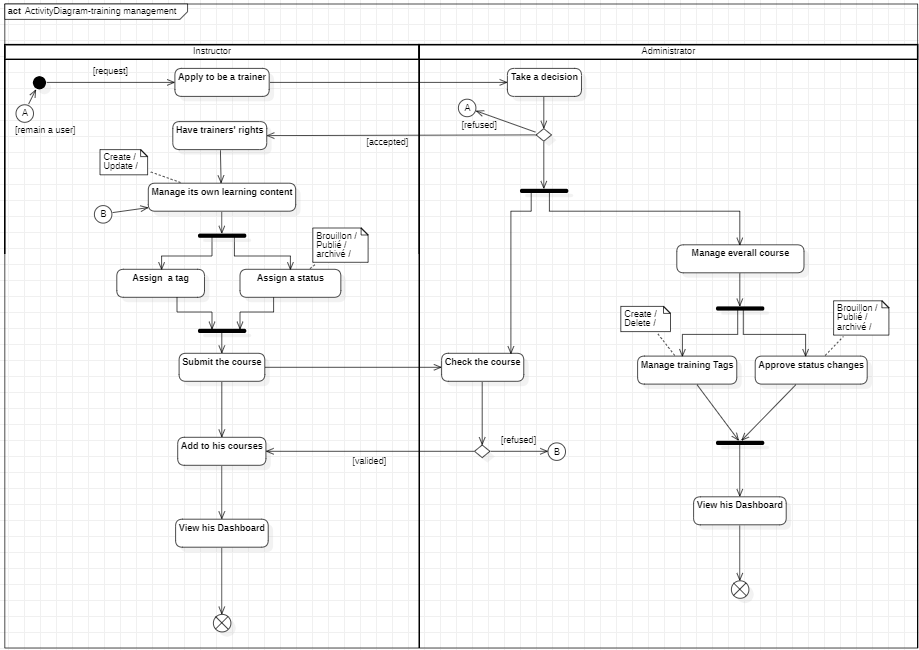 act ActivityDiagram-training management
Instructor
Administrator
[request]
Apply to be a trainer
Take a decision
A
[remain a user]
A
[refused]
Have trainers' rights
[accepted]
Create /
Update /
Manage its own learning content
B
Brouillon /
Publié /
archivé /
Manage everall course
Assign  a tag
Assign a status
Create /
Delete /
Brouillon /
Publié /
archivé /
Submit the course
Check the course
Manage training Tags
Approve status changes
Add to his courses
[valided]
[refused]
B
View his Dashboard
View his Dashboard